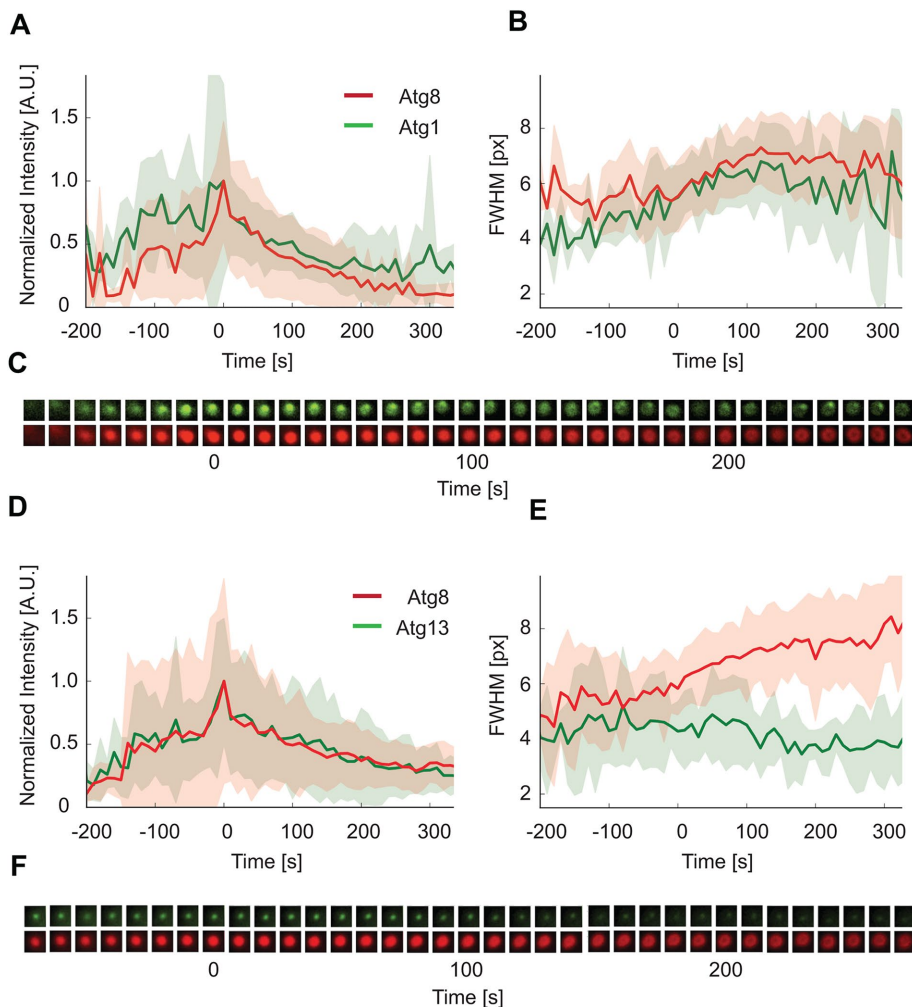 A
B
Normalized Intensity [A.U.]
1.5
1.0
0.5
0
Atg8
Atg1
-200 -100 0 100 200 300
Time [s]
FWHM [px]
8
6
4
2
-200 -100 0 100 200 300
Time [s]
C
0 100 200
Time [s]
D
E
Normalized Intensity [A.U.]
1.5
1.0
0.5
0
Atg8
Atg13
-200 -100 0 100 200 300
Time [s]
FWHM [px]
8
6
4
2
-200 -100 0 100 200 300
Time [s]
F
0 100 200
Time [s]